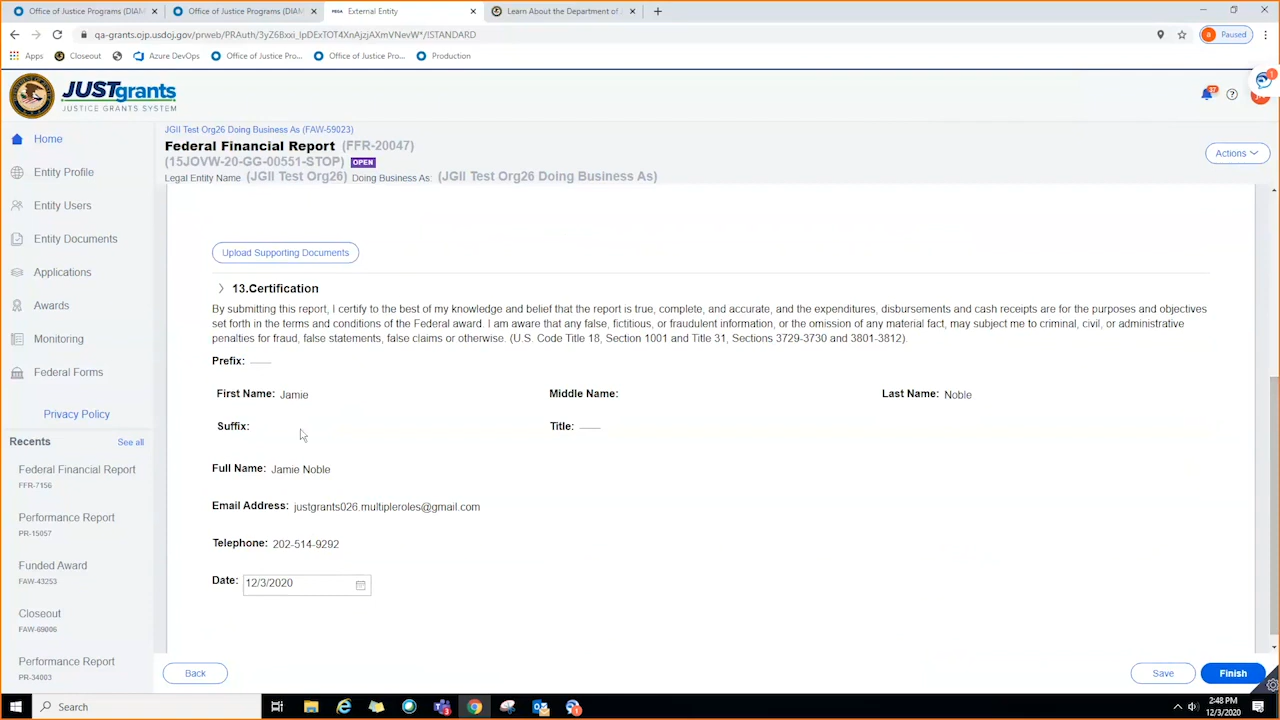 Office of Justice Programs (DIAM
Office of Justice Programs (DIAM
PEGA
External Entity
Learn About the Department of J
qa-grants.ojp.usdoj.gov/prweb/PRAuth/
Paused
Apps
Closeout
Azure DevOps
Office of Justice Pro...
Office of Justice Pro...
Production
JUSTgrants
JUSTICE GRANTS SYSTEM
37
1
Home
Entity Profile
Entity Users
Entity Documents
Applications
Awards
Monitoring
Federal Forms
Privacy Policy
Recents
See all
Federal Financial Report
FFR-7156
Performance Report
PR-15057
Funded Award
FAW-43253
Closeout
FAW-69006
Performance Report
PR-34003
JGII Test Org26 Doing Business As (FAW-59023)
Federal Financial Report (FFR-20047)
(15JOVW-20-GG-00551-STOP) OPEN
Legal Entity Name (JGII Test Org26) Doing Business As: (JGII Test Org26 Doing Business As)
Actions
Upload Supporting Documents
13.Certification
By submitting this report, I certify to the best of my knowledge and belief that the report is true, complete, and accurate, and the expenditures, disbursements and cash receipts are for the purposes and objectives
set forth in the terms and conditions of the Federal award. I am aware that any false, fictitious, or fraudulent information, or the omission of any material fact, may subject me to criminal, civil, or administrative
penalties for fraud, false statements, false claims or otherwise. (U.S. Code Title 18, Section 1001 and Title 31, Sections 3729-3730 and 3801-3812).
Prefix:
First Name: Jamie
Middle Name:
Last Name: Noble
Suffix:
Title:
Full Name: Jamie Noble
Email Address: justgrants026.multipleroles@gmail.com
Telephone: 202-514-9292
Date: 12/3/2020
Back
Save
Finish
Search
2:48 PM
12/3/2020